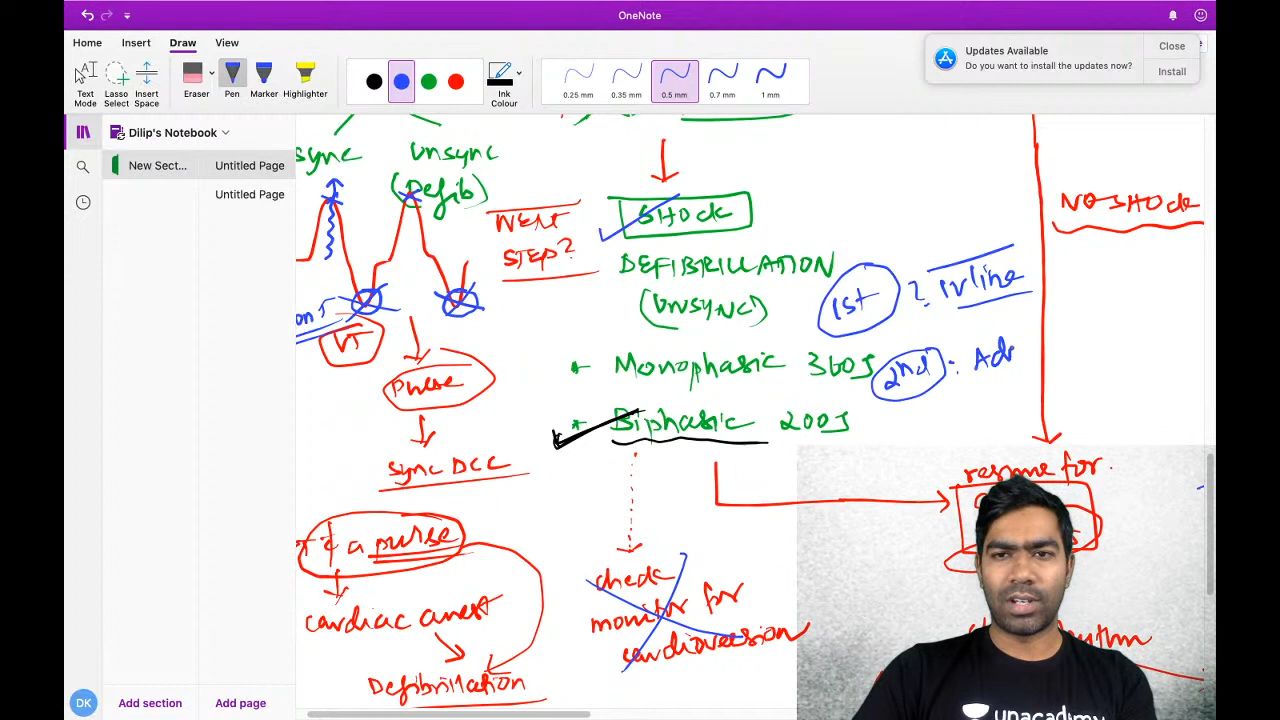 OneNote
Home Insert Draw View
Updates Available
Do you want to install the updates now?
Close
Install
Text Mode
Lasso Select
Insert Space
Eraser
Pen
Marker
Highlighter
0.25 mm
0.35 mm
0.5 mm
0.7 mm
1 mm
Ink Colour
Dilip's Notebook
New Sect...
Untitled Page
Untitled Page
sync
Unsync
(Defib)
VT
Pulse
sync DCC
a purse
cardiac arrest
Defibrillation
NEXT
STEP?
SHOCK
DEFIBRILLATION
(UNSYNC)
* Monophasic 360J
* Biphasic 200J
1st ? IV line
2nd : Adr
check
monitor for
cardioversion
NO SHOCK
resume for
DK
Add section
Add page
unacademy